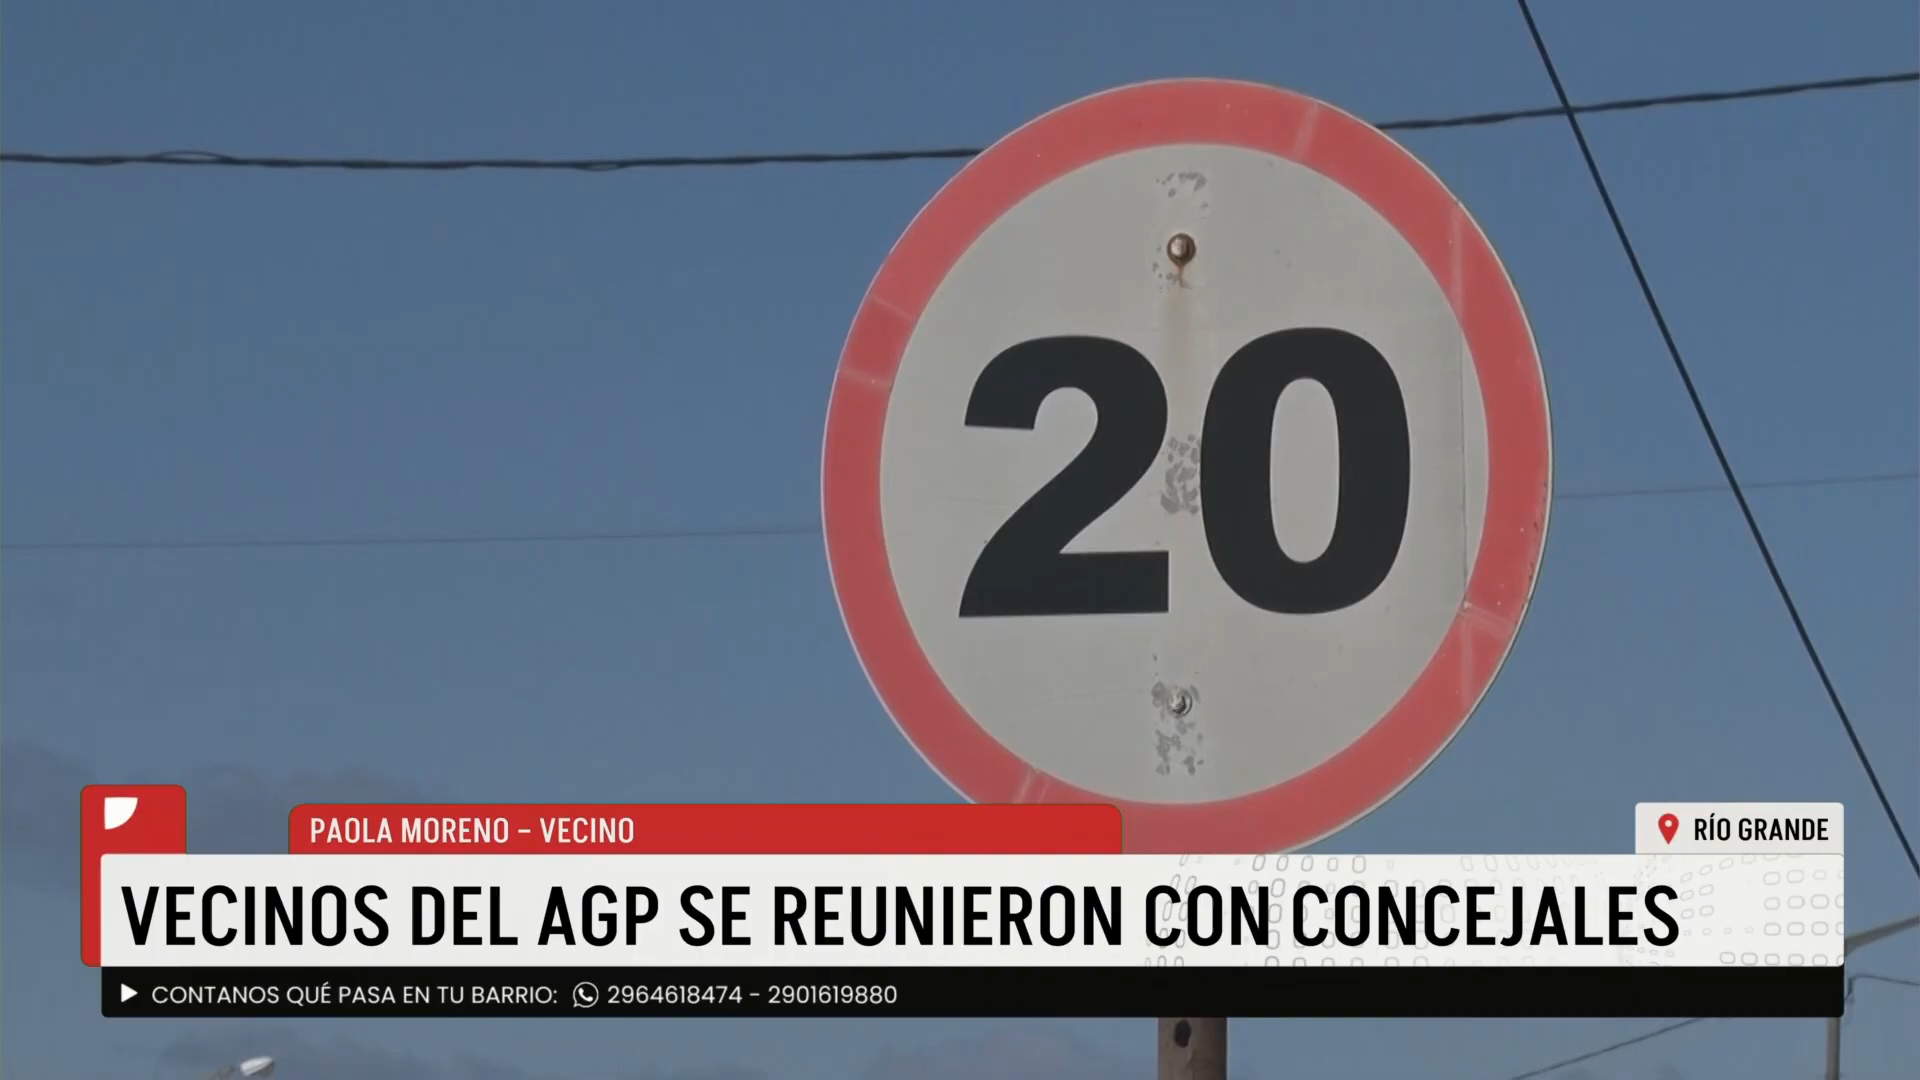 20
PAOLA MORENO - VECINO
RÍO GRANDE
VECINOS DEL AGP SE REUNIERON CON CONCEJALES
CONTANOS QUÉ PASA EN TU BARRIO: 2964618474 - 2901619880